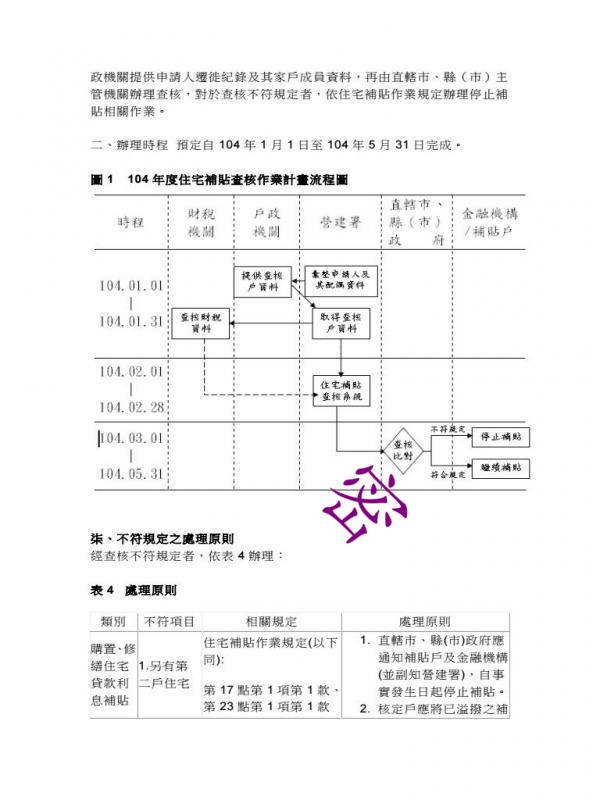 政機關提供申請人遷徙紀錄及其家戶成員資料，再由直轄市、縣（市）主
管機關辦理查核，對於查核不符規定者，依住宅補貼作業規定辦理停止補
貼相關作業。
二、辦理時程 預定自 104 年 1 月 1 日至 104 年 5 月 31 日完成。
圖 1 104 年度住宅補貼查核作業計畫流程圖
時程
財稅
機關
戶政
機關
營建署
直轄市、
縣（市）
政 府
金融機構
/補貼戶
104.01.01
|
104.01.31
提供查核
戶資料
彙整申請人及
其配偶資料
查核財稅
資料
取得查核
戶資料
104.02.01
|
104.02.28
住宅補貼
查核系統
104.03.01
|
104.05.31
查核
比對
不符規定
停止補貼
符合規定
繼續補貼
密
柒、不符規定之處理原則
經查核不符規定者，依表 4 辦理：
表 4 處理原則
類別 不符項目 相關規定 處理原則
購置、修
繕住宅
貸款利
息補貼
1.另有第
二戶住宅
住宅補貼作業規定(以下
同):
第 17 點第 1 項第 1 款、
第 23 點第 1 項第 1 款
1. 直轄市、縣(市)政府應
通知補貼戶及金融機構
(並副知營建署)，自事
實發生日起停止補貼。
2. 核定戶應將已溢撥之補